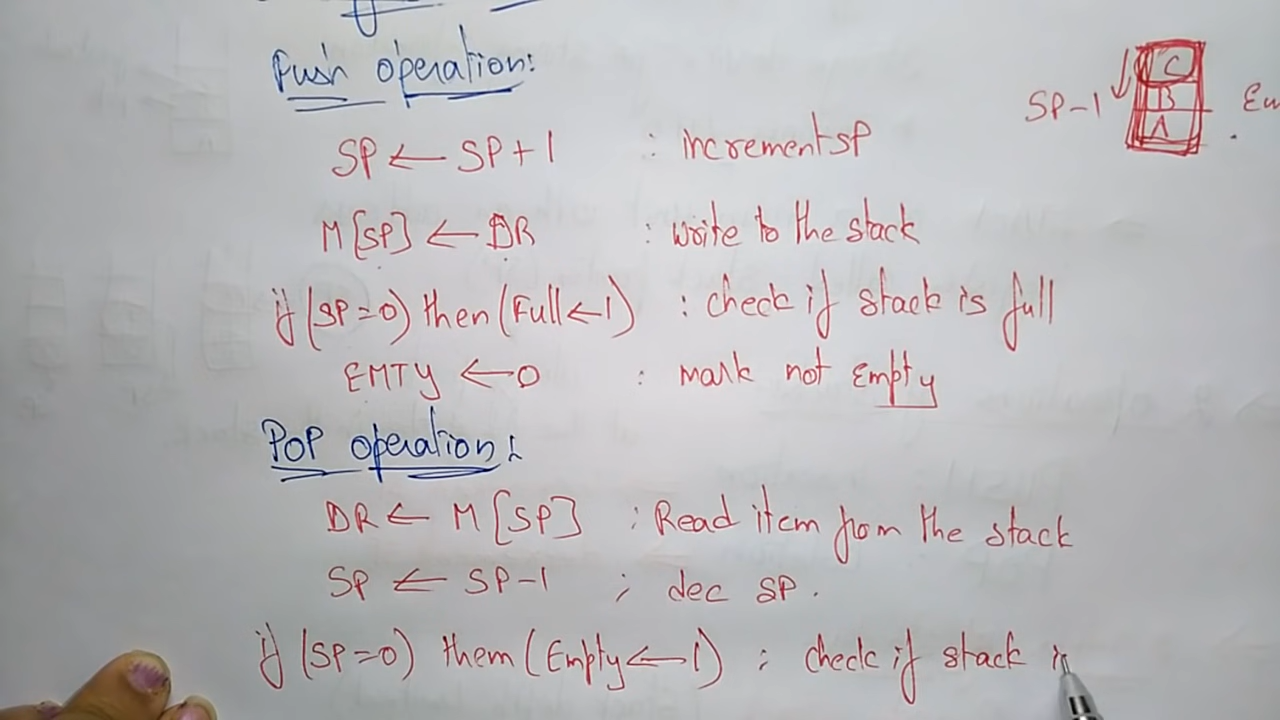 Push operation:
SP ← SP+1 : increment SP
M[SP] ← DR : write to the stack
if (SP=0) then (Full←1) : check if stack is full
EMTY ← 0 : mark not Empty
POP operation:
DR ← M[SP] : Read item from the stack
SP ← SP-1 ; dec SP.
if (SP=0) them (Empty←1) : check if stack i
C
SP-1 B
A